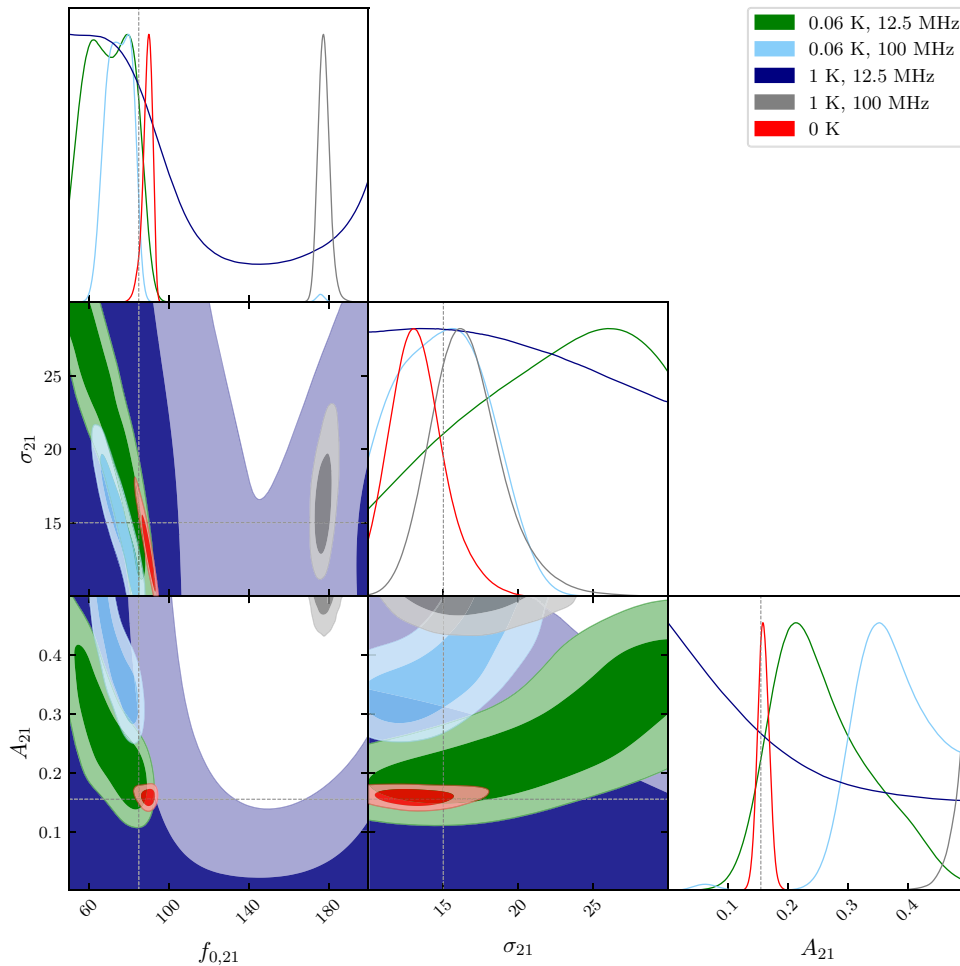 0.06 K, 12.5 MHz
0.06 K, 100 MHz
1 K, 12.5 MHz
1 K, 100 MHz
0 K
25
20
15
σ21
0.4
0.3
0.2
0.1
A21
60 100 140 180
15 20 25
0.1 0.2 0.3 0.4
f0,21
σ21
A21